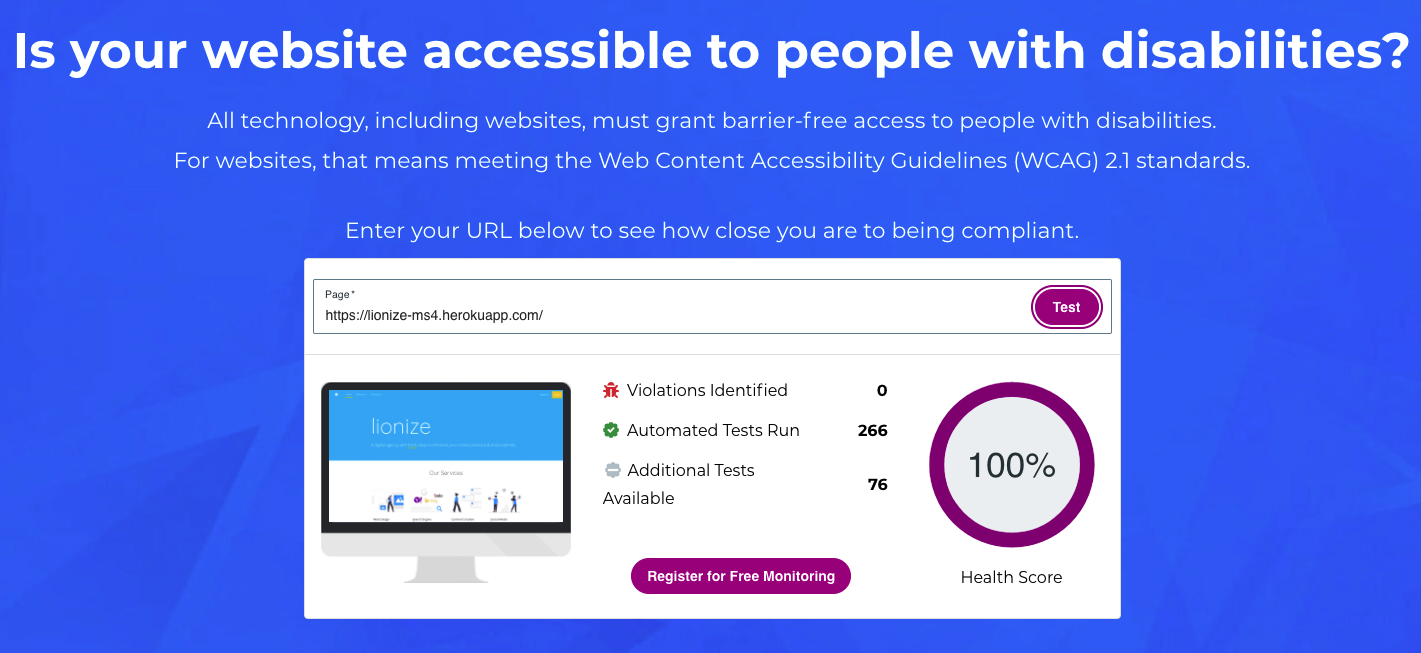 Is your website accessible to people with disabilities?
All technology, including websites, must grant barrier-free access to people with disabilities.
For websites, that means meeting the Web Content Accessibility Guidelines (WCAG) 2.1 standards.
Enter your URL below to see how close you are to being compliant.
Page *
https://lionize-ms4.herokuapp.com/
Test
lionize
Our Services
Violations Identified 0
Automated Tests Run 266
Additional Tests
Available 76
100%
Health Score
Register for Free Monitoring